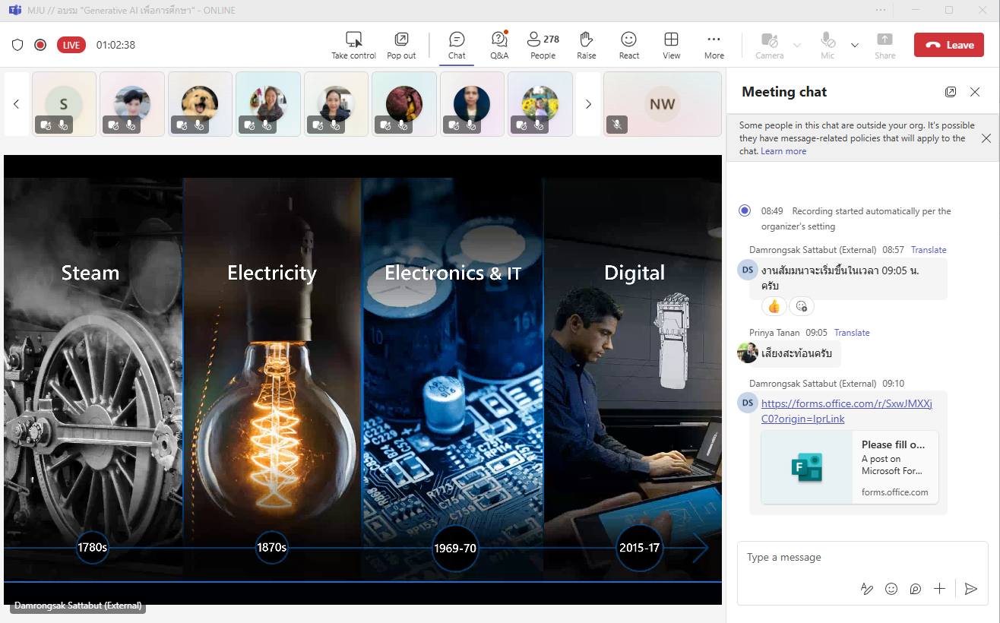 MJU // อบรม "Generative AI เพื่อการศึกษา" - ONLINE
LIVE
01:02:38
Take control
Pop out
Chat
Q&A
278
People
Raise
React
View
More
Camera
Mic
Share
Leave
S
NW
Steam
Electricity
Electronics & IT
Digital
1780s
1870s
1969-70
2015-17
Damrongsak Sattabut (External)
Meeting chat
Some people in this chat are outside your org. It's possible
they have message-related policies that will apply to the
chat. Learn more
08:49 Recording started automatically per the
organizer's setting
Damrongsak Sattabut (External) 08:57 Translate
DS
งานสัมมนาจะเริ่มขึ้นในเวลา 09:05 น.
ครับ
Prinya Tanan 09:05 Translate
เสียงสะท้อนครับ
Damrongsak Sattabut (External) 09:10
DS
https://forms.office.com/r/SxwJMXXj
C0?origin=lprLink
F
Please fill o...
A post on
Microsoft For...
forms.office.com
Type a message